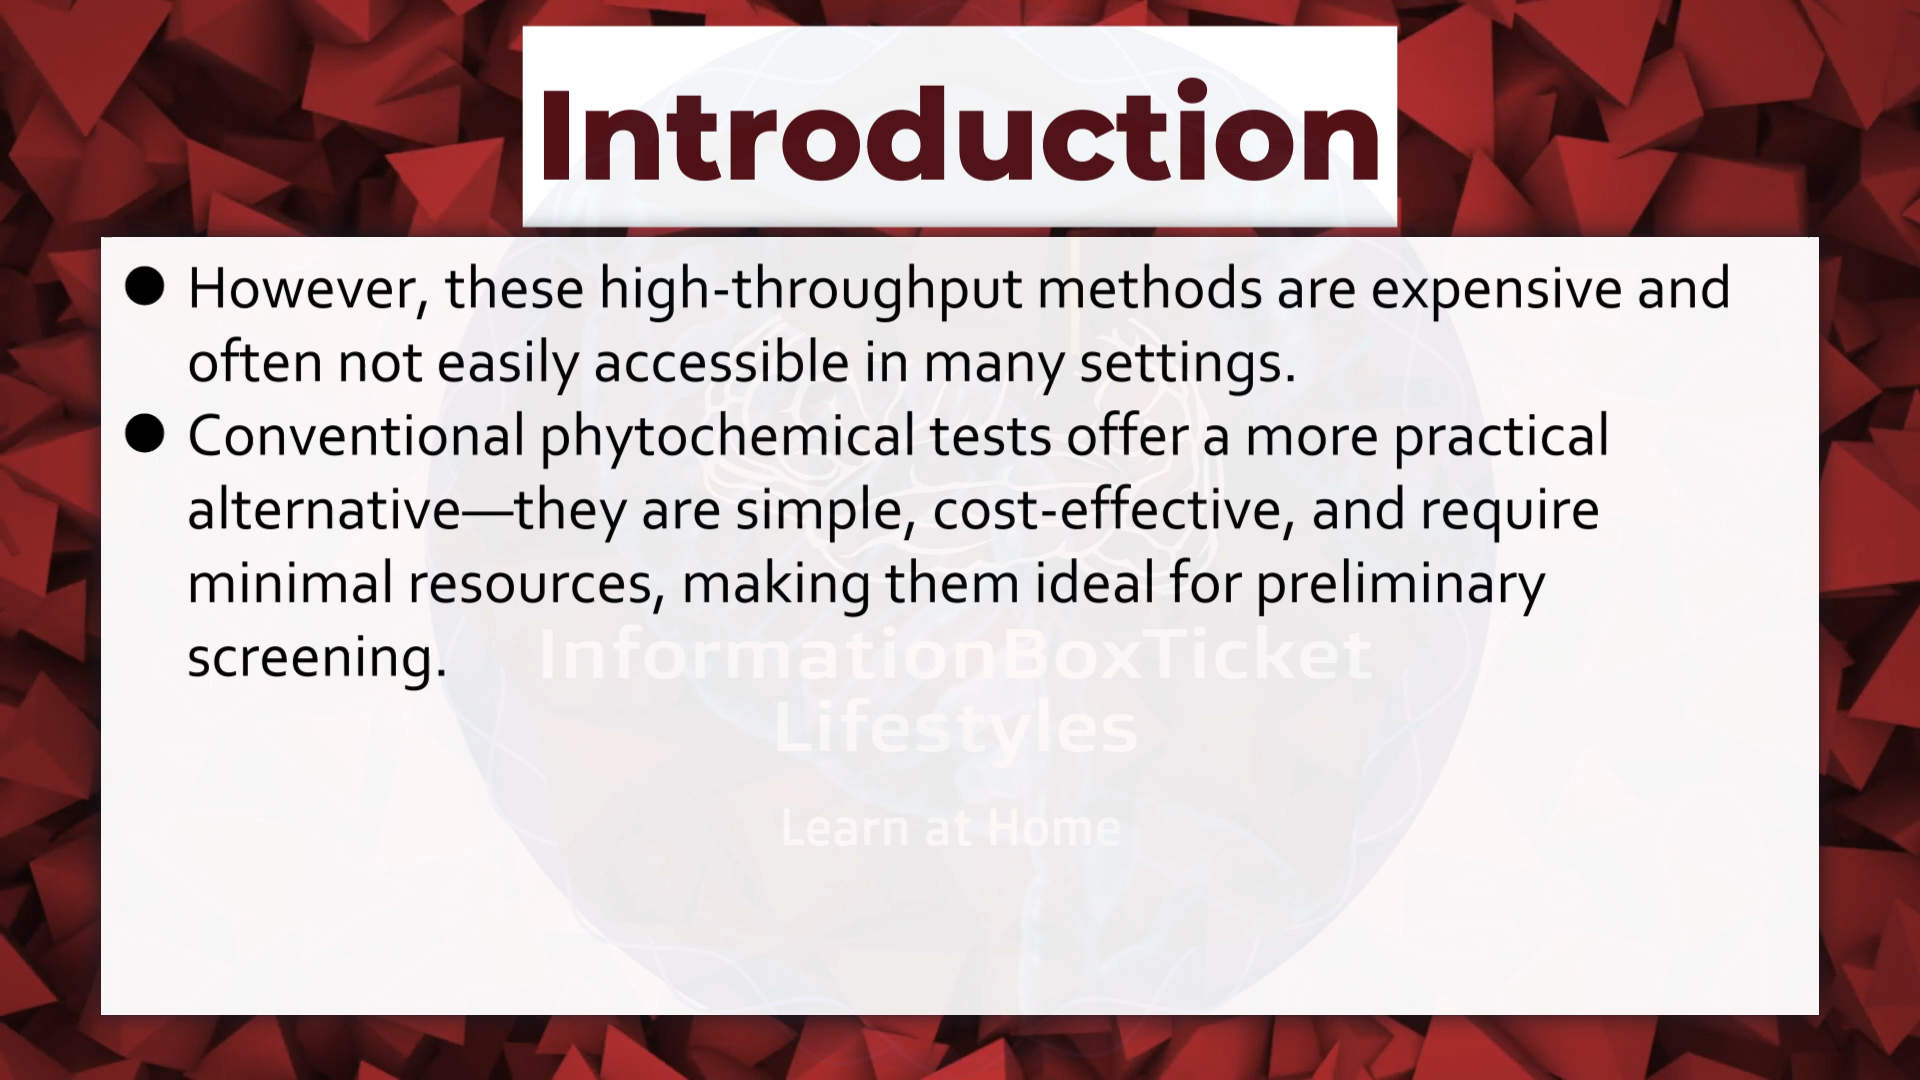 Introduction
● However, these high-throughput methods are expensive and
often not easily accessible in many settings.
● Conventional phytochemical tests offer a more practical
alternative—they are simple, cost-effective, and require
minimal resources, making them ideal for preliminary
screening.
InformationBoxTicket
Lifestyles
Learn at Home